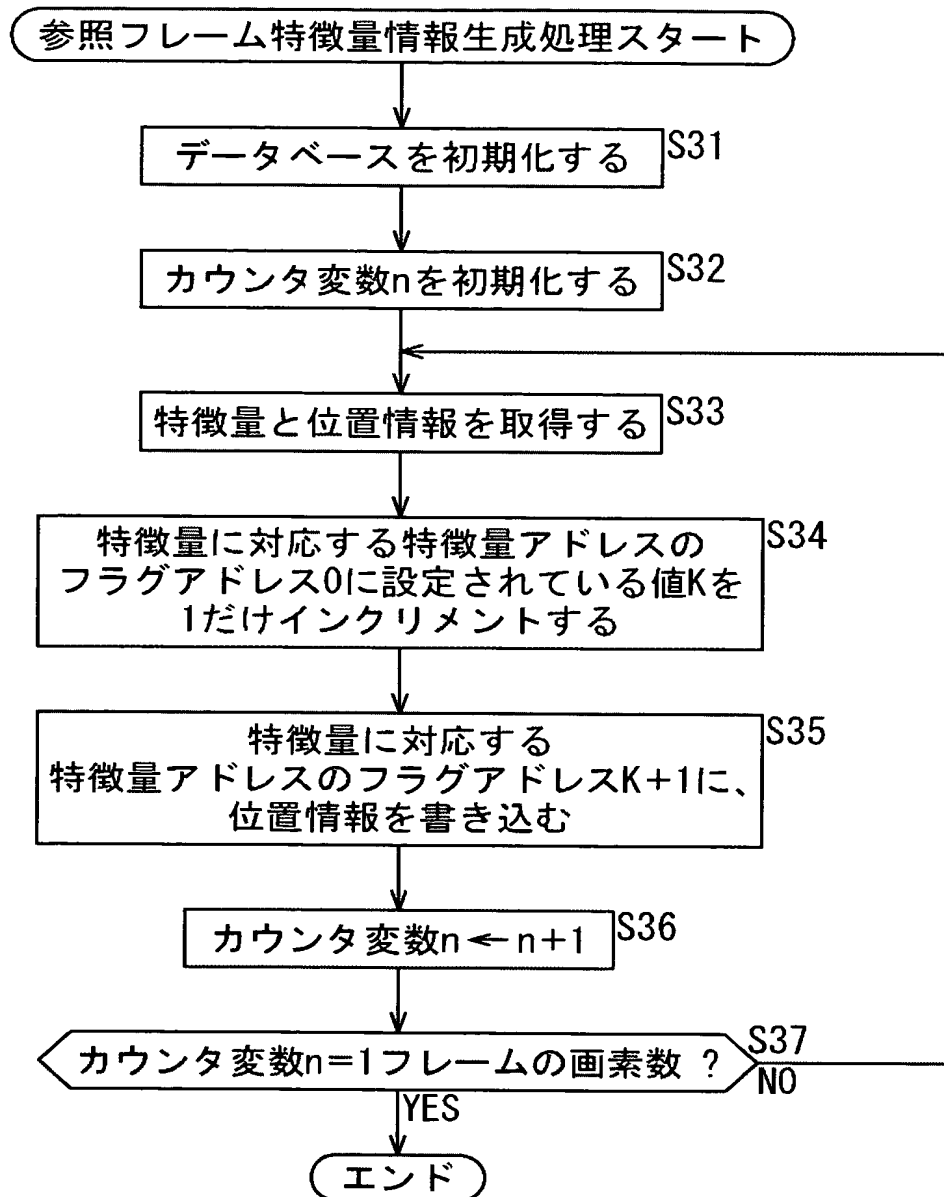 参照フレーム特徴量情報生成処理スタート
データベースを初期化する
S31
カウンタ変数nを初期化する
S32
特徴量と位置情報を取得する
S33
特徴量に対応する特徴量アドレスの
フラグアドレス0に設定されている値Kを
1だけインクリメントする
S34
特徴量に対応する
特徴量アドレスのフラグアドレスK+1に、
位置情報を書き込む
S35
カウンタ変数n←n+1
S36
カウンタ変数n=1フレームの画素数 ?
S37
NO
YES
エンド